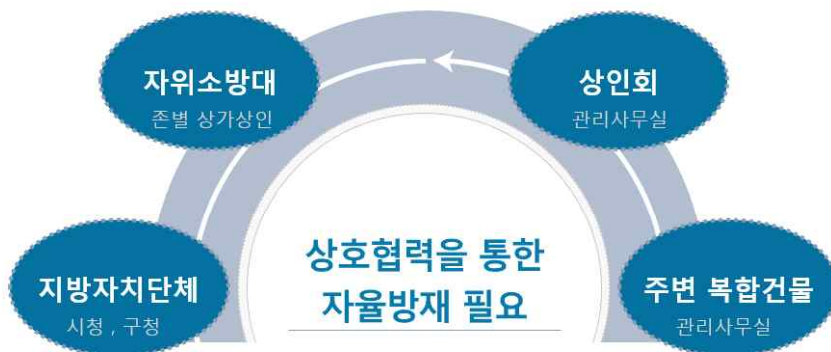 자위소방대
존별 상가상인
상인회
관리사무실
지방자치단체
시청 , 구청
상호협력을 통한
자율방재 필요
주변 복합건물
관리사무실